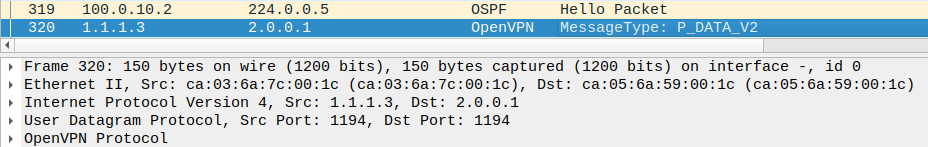 319 100.0.10.2 224.0.0.5 OSPF Hello Packet
320 1.1.1.3 2.0.0.1 OpenVPN MessageType: P_DATA_V2
Frame 320: 150 bytes on wire (1200 bits), 150 bytes captured (1200 bits) on interface -, id 0
Ethernet II, Src: ca:03:6a:7c:00:1c (ca:03:6a:7c:00:1c), Dst: ca:05:6a:59:00:1c (ca:05:6a:59:00:1c)
Internet Protocol Version 4, Src: 1.1.1.3, Dst: 2.0.0.1
User Datagram Protocol, Src Port: 1194, Dst Port: 1194
OpenVPN Protocol